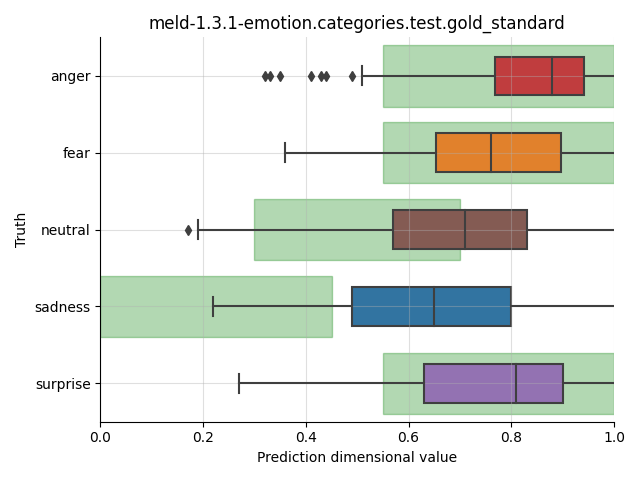 meld-1.3.1-emotion.categories.test.gold_standard
anger
fear
neutral
sadness
surprise
Truth
0.0 0.2 0.4 0.6 0.8 1.0
Prediction dimensional value